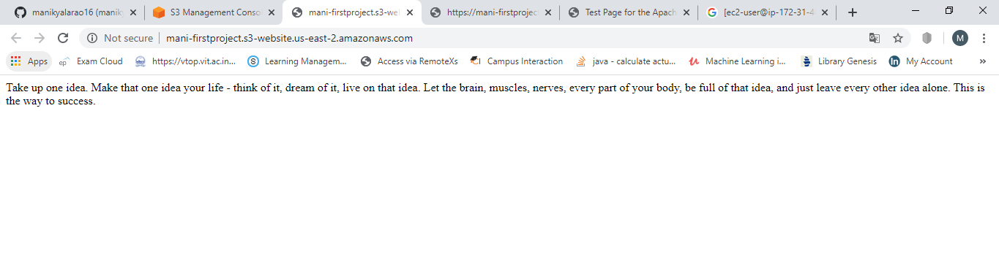 manikyalarao16 (manik
S3 Management Conso
mani-firstproject.s3-wel
https://mani-firstprojec
Test Page for the Apach
[ec2-user@ip-172-31-4
Not secure | mani-firstproject.s3-website.us-east-2.amazonaws.com
M
Apps
ep Exam Cloud
https://vtop.vit.ac.in...
S Learning Managem...
Access via RemoteXs
Campus Interaction
java - calculate actu...
Machine Learning i...
Library Genesis
in My Account
»
Take up one idea. Make that one idea your life - think of it, dream of it, live on that idea. Let the brain, muscles, nerves, every part of your body, be full of that idea, and just leave every other idea alone. This is
the way to success.